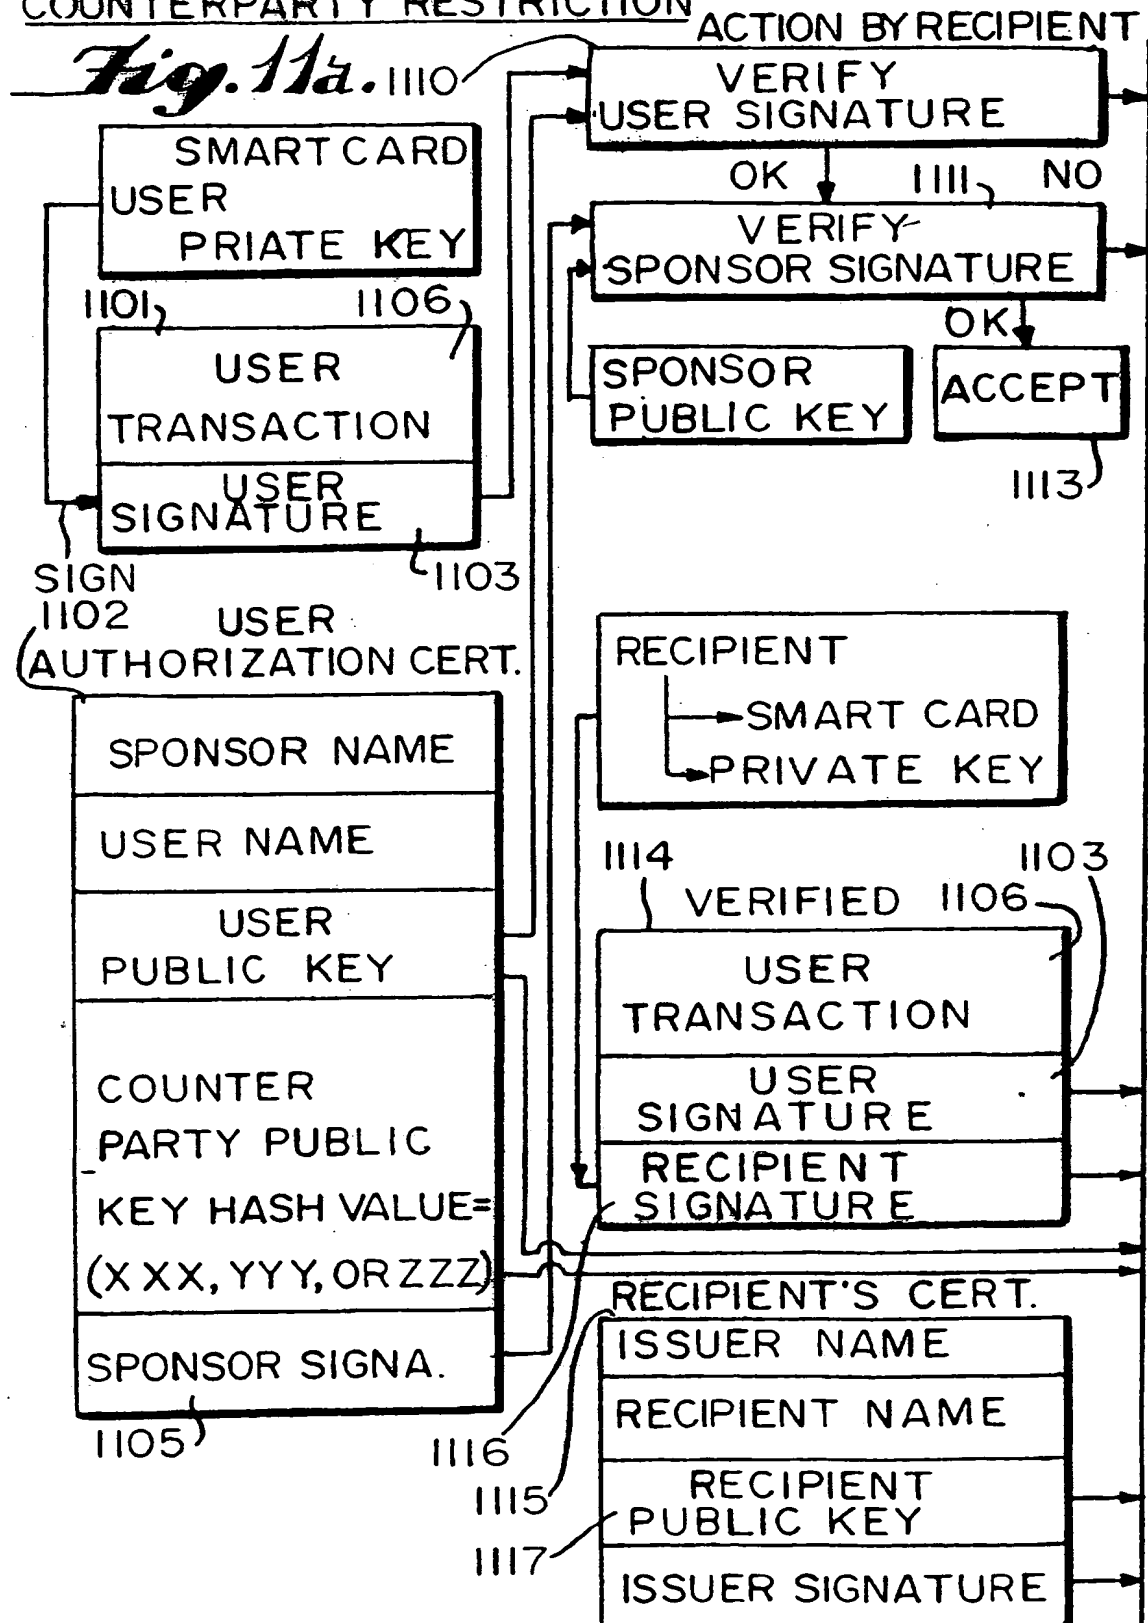 COUNTERPARTY RESTRICTION
ACTION BY RECIPIENT
Fig. 11a.
1110
VERIFY
USER SIGNATURE
SMART CARD
USER
PRIATE KEY
OK
1111
NO
VERIFY
SPONSOR SIGNATURE
1101
1106
OK
USER
TRANSACTION
SPONSOR
PUBLIC KEY
ACCEPT
1113
USER
SIGNATURE
SIGN
1102
1103
USER
AUTHORIZATION CERT.
RECIPIENT
SMART CARD
PRIVATE KEY
SPONSOR NAME
USER NAME
USER
PUBLIC KEY
COUNTER
PARTY PUBLIC
KEY HASH VALUE=
(XXX, YYY, OR ZZZ)
SPONSOR SIGNA.
1105
1114
1103
VERIFIED
1106
USER
TRANSACTION
USER
SIGNATURE
RECIPIENT
SIGNATURE
RECIPIENT'S CERT.
ISSUER NAME
RECIPIENT NAME
RECIPIENT
PUBLIC KEY
ISSUER SIGNATURE
1116
1115
1117